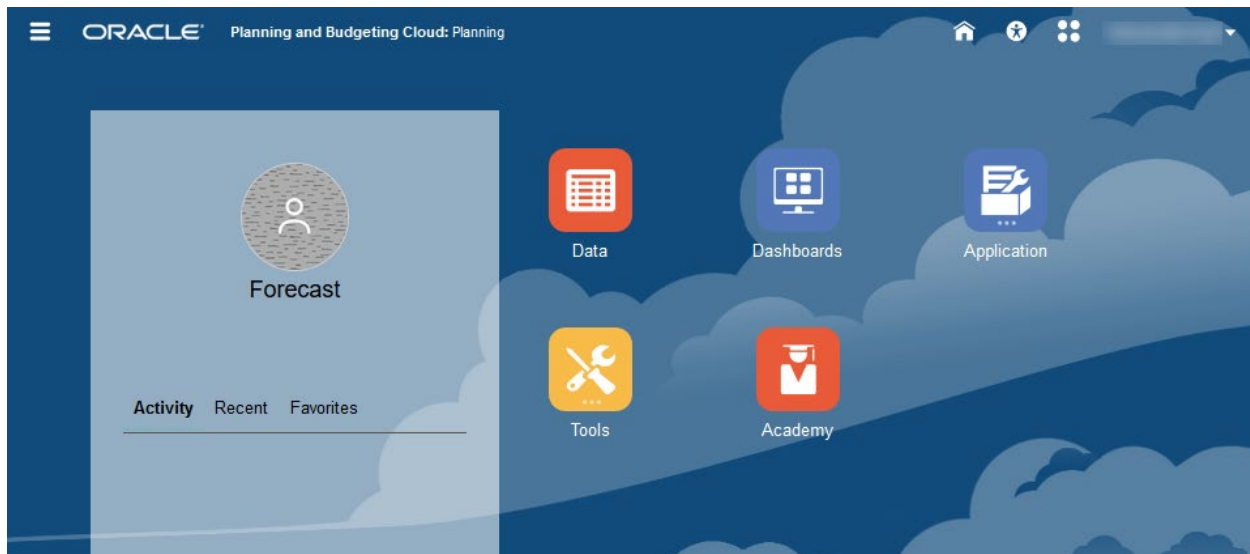 ORACLE® Planning and Budgeting Cloud: Planning
Forecast
Activity Recent Favorites
Data Dashboards Application
Tools Academy